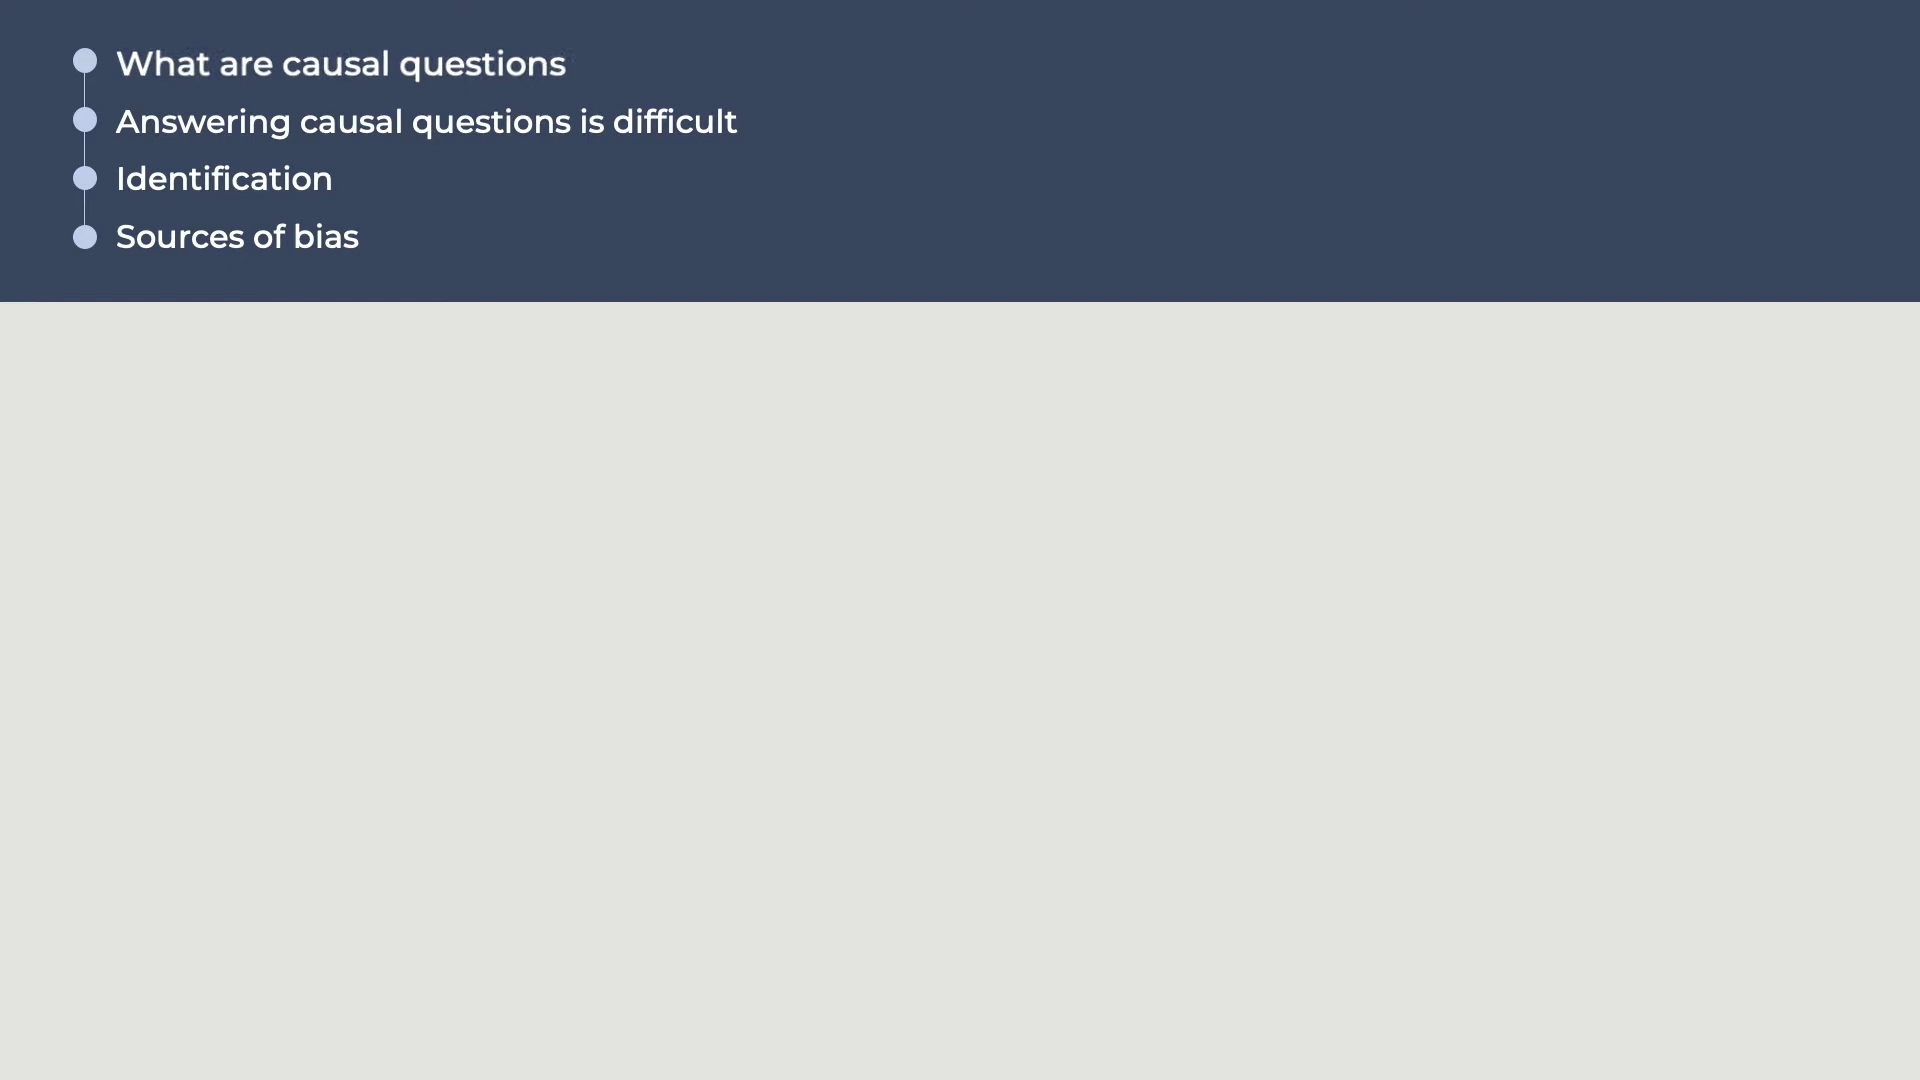 What are causal questions
Answering causal questions is difficult
Identification
Sources of bias